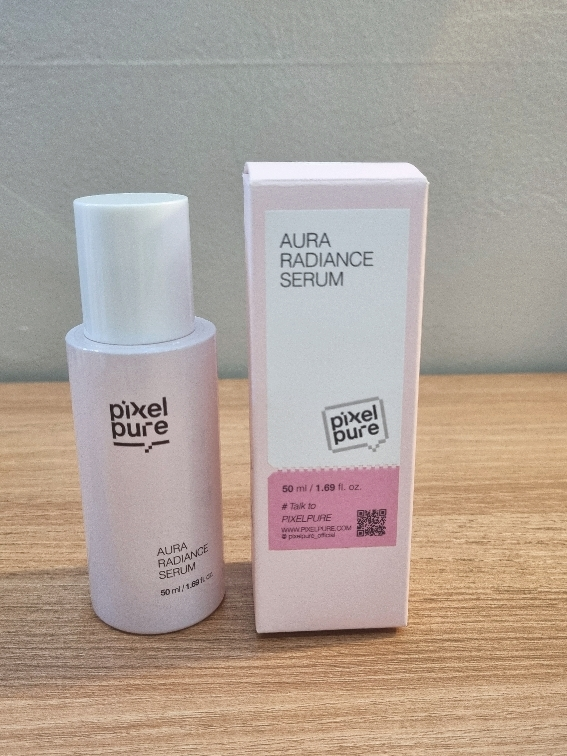 pixel
pure
AURA
RADIANCE
SERUM
50 ml / 1.69 fl. oz.
AURA
RADIANCE
SERUM
pixel
pure
50 ml / 1.69 fl. oz.
# Talk to
PIXELPURE
WWW.PIXELPURE.COM
@ pixelpure_official